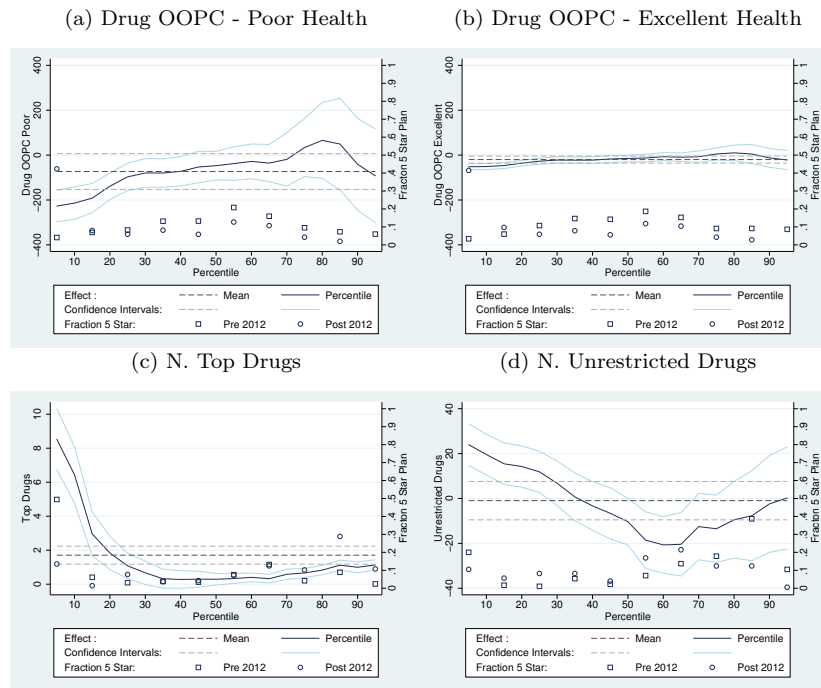 (a) Drug OOPC - Poor Health
(b) Drug OOPC - Excellent Health
Drug OOPC Poor
400
200
0
−200
−400
Fraction 5 Star Plan
1
.9
.8
.7
.6
.5
.4
.3
.2
.1
0
10 20 30 40 50 60 70 80 90
Percentile
Effect : Mean Percentile
Confidence Intervals:
Fraction 5 Star: Pre 2012 Post 2012
Drug OOPC Excellent
400
200
0
−200
−400
Fraction 5 Star Plan
1
.9
.8
.7
.6
.5
.4
.3
.2
.1
0
10 20 30 40 50 60 70 80 90
Percentile
Effect : Mean Percentile
Confidence Intervals:
Fraction 5 Star: Pre 2012 Post 2012
(c) N. Top Drugs
(d) N. Unrestricted Drugs
Top Drugs
10
8
6
4
2
0
Fraction 5 Star Plan
1
.9
.8
.7
.6
.5
.4
.3
.2
.1
0
10 20 30 40 50 60 70 80 90
Percentile
Effect : Mean Percentile
Confidence Intervals:
Fraction 5 Star: Pre 2012 Post 2012
Unrestricted Drugs
40
20
0
−20
−40
Fraction 5 Star Plan
1
.9
.8
.7
.6
.5
.4
.3
.2
.1
0
10 20 30 40 50 60 70 80 90
Percentile
Effect : Mean Percentile
Confidence Intervals:
Fraction 5 Star: Pre 2012 Post 2012